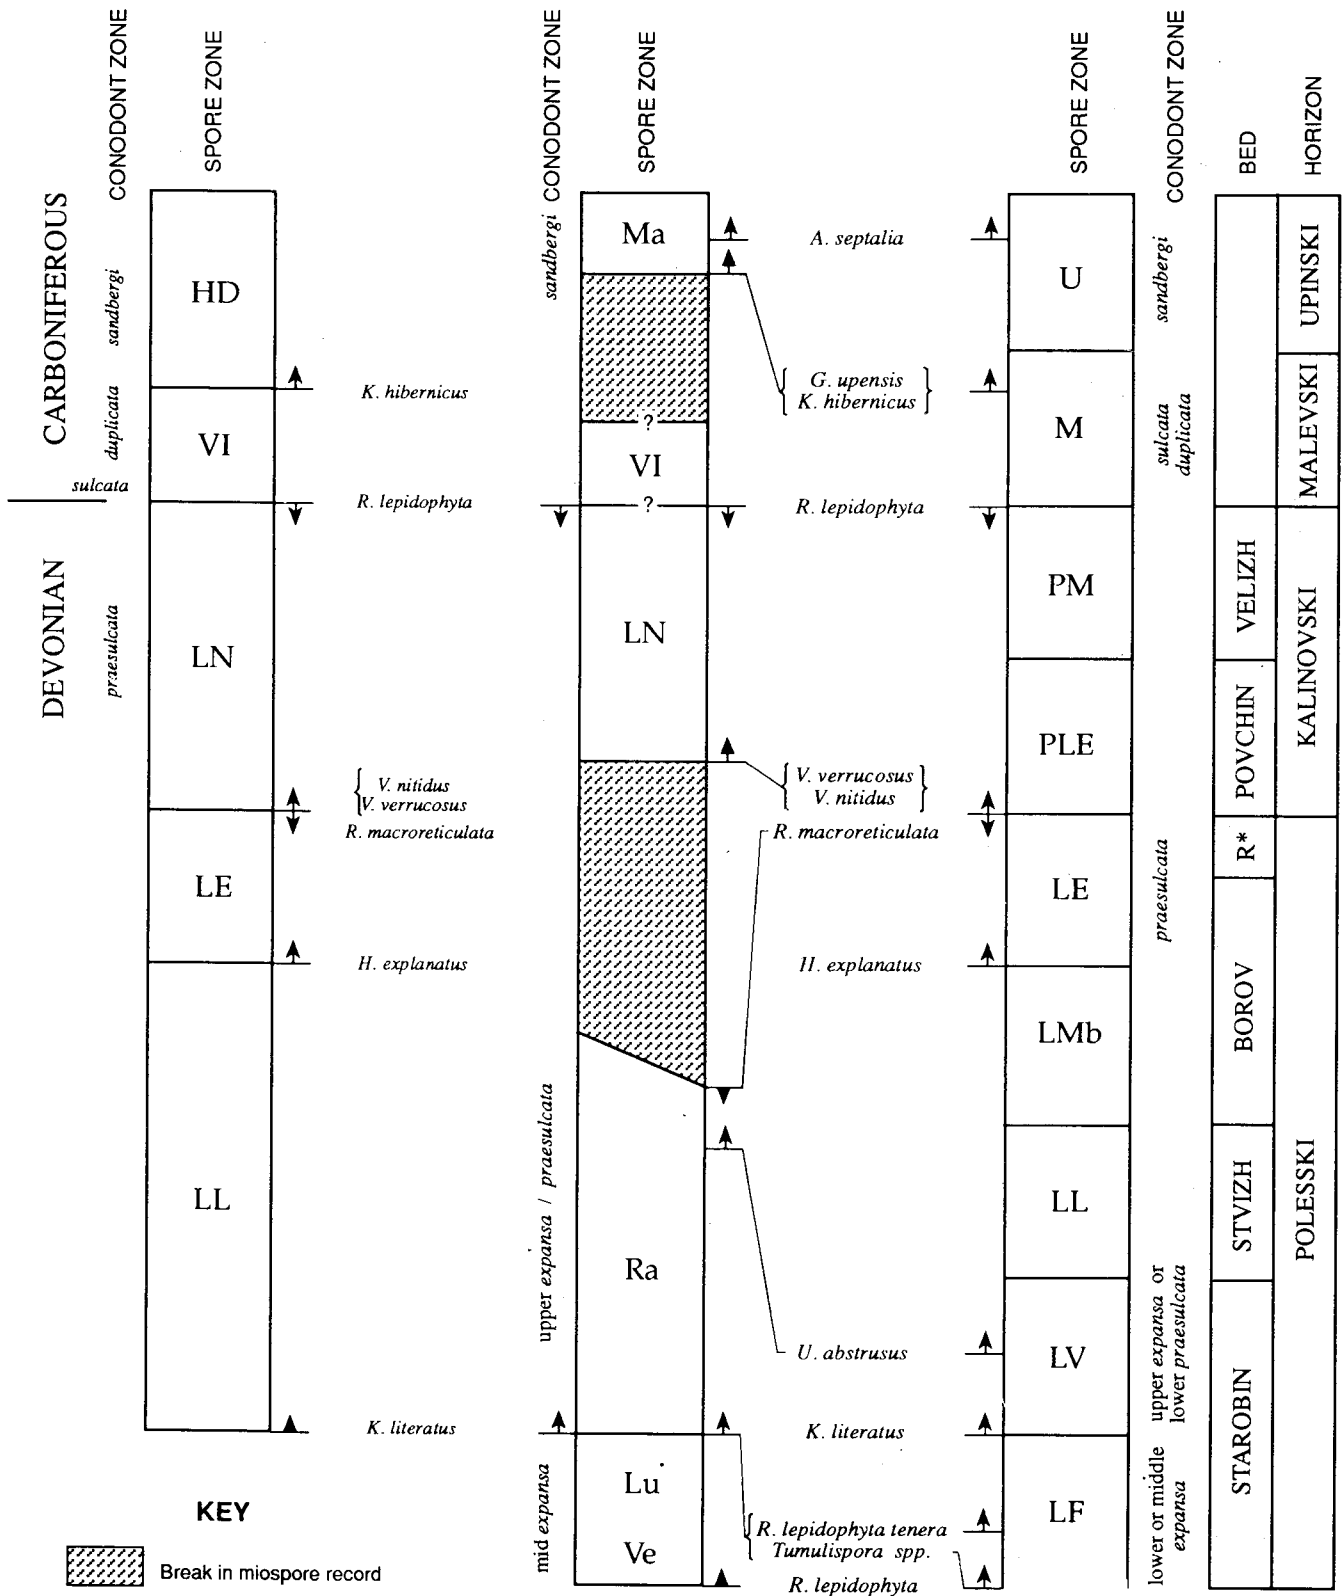 CONODONT ZONE
SPORE ZONE
CONODONT ZONE
SPORE ZONE
SPORE ZONE
CONODONT ZONE
BED
HORIZON
CARBONIFEROUS
DEVONIAN
sandbergi
duplicata
sulcata
praesulcata
HD
VI
LN
LE
LL
K. hibernicus
R. lepidophyta
V. nitidus
V. verrucosus
R. macroreticulata
H. explanatus
K. literatus
sandbergi
upper expansa / praesulcata
mid expansa
Ma
?
VI
?
LN
Ra
Lu
Ve
A. septalia
G. upensis
K. hibernicus
R. lepidophyta
V. verrucosus
V. nitidus
R. macroreticulata
H. explanatus
U. abstrusus
K. literatus
R. lepidophyta tenera
Tumulispora spp.
R. lepidophyta
U
M
PM
PLE
LE
LMb
LL
LV
LF
sandbergi
sulcata
duplicata
praesulcata
upper expansa or
lower praesulcata
lower or middle
expansa
VELIZH
POVCHIN
R*
BOROV
STVIZH
STAROBIN
UPINSKI
MALEVSKI
KALINOVSKI
POLESSKI
KEY
Break in miospore record